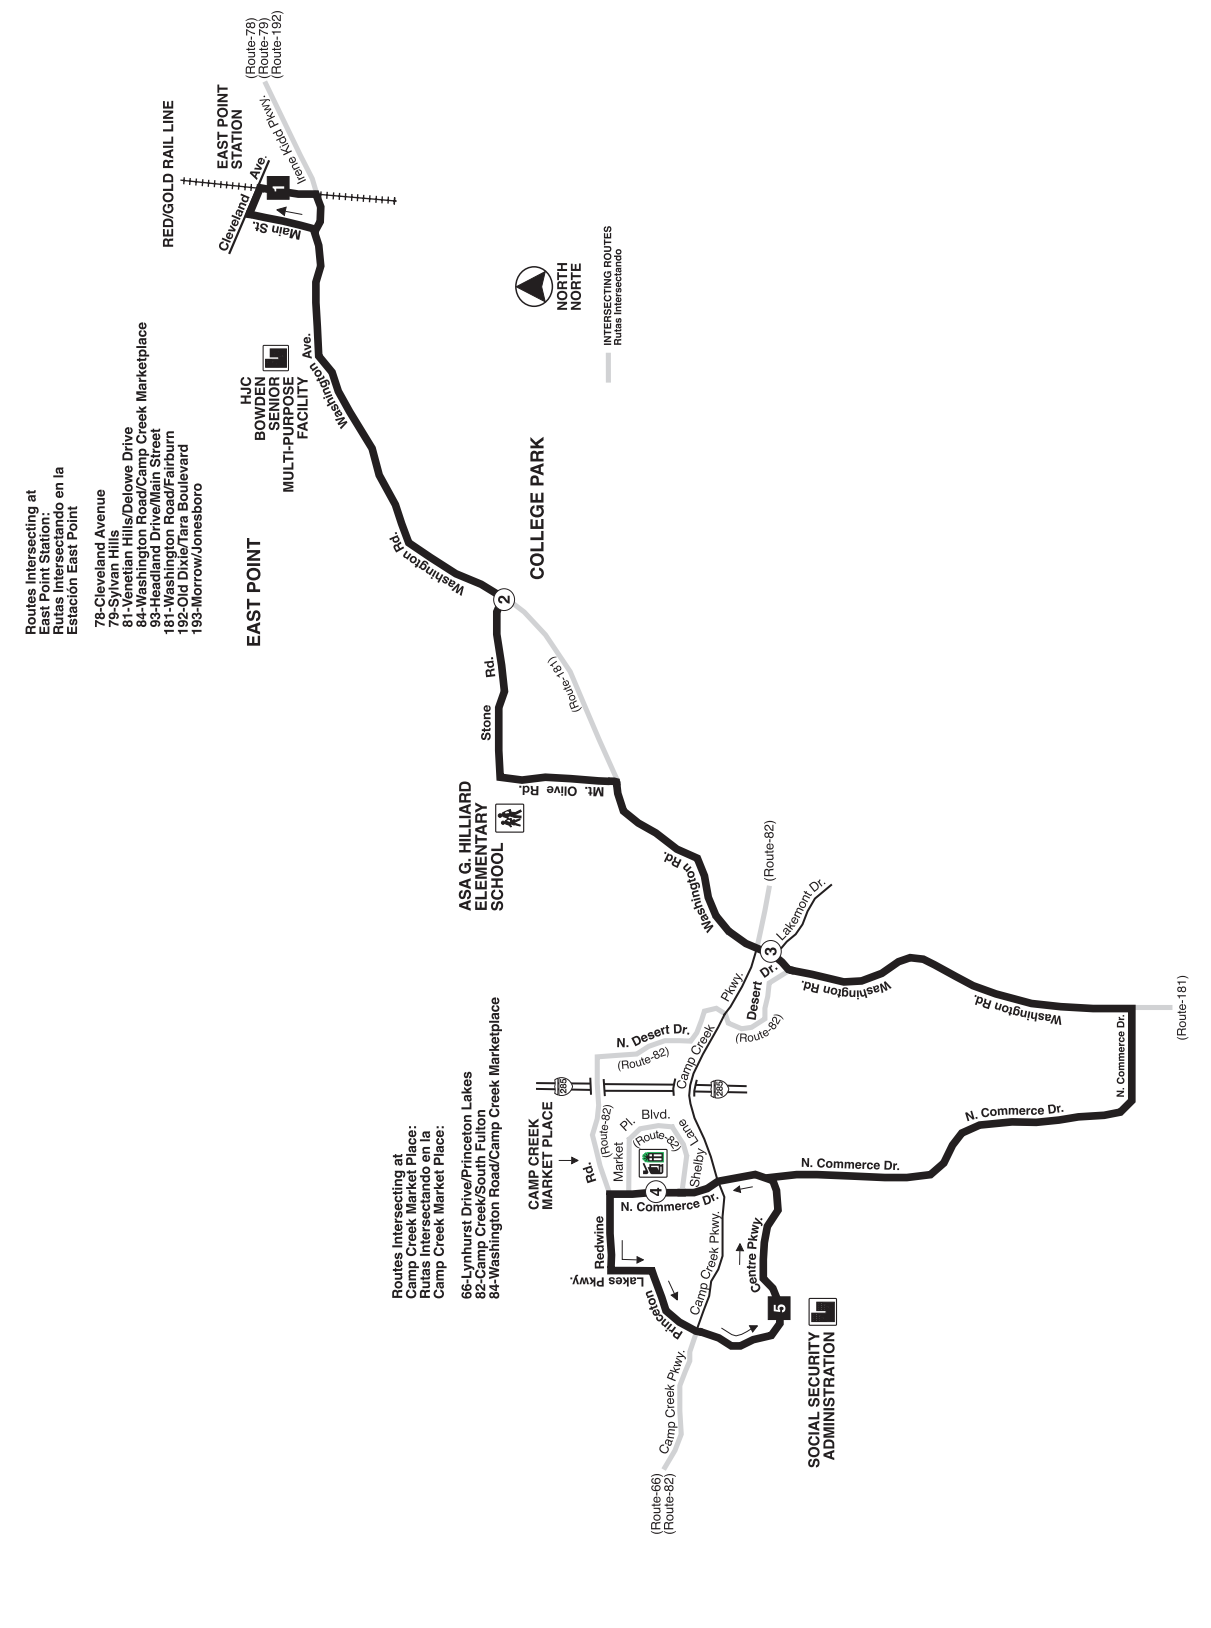 Routes Intersecting at
East Point Station:
Rutas Intersectando en la
Estación East Point
78-Cleveland Avenue
79-Sylvan Hills
81-Venetian Hills/Delowe Drive
84-Washington Road/Camp Creek Marketplace
93-Headland Drive/Main Street
181-Washington Road/Fairburn
192-Old Dixie/Tara Boulevard
193-Morrow/Jonesboro
RED/GOLD RAIL LINE
EAST POINT
STATION
(Route-78)
(Route-79)
(Route-192)
Irene Kidd Pkwy.
Cleveland Ave.
1
Main St.
HJC
BOWDEN
SENIOR
MULTI-PURPOSE
FACILITY
Washington Ave.
EAST POINT
Washington Rd.
COLLEGE PARK
NORTH
NORTE
INTERSECTING ROUTES
Rutas Intersectando
2
Stone Rd.
(Route-181)
Mt. Olive Rd.
ASA G. HILLIARD
ELEMENTARY
SCHOOL
Washington Rd.
(Route-82)
Lakemont Dr.
3
Desert Dr.
(Route-82)
Washington Rd.
Washington Rd.
(Route-181)
N. Commerce Dr.
N. Commerce Dr.
N. Commerce Dr.
Camp Creek Pkwy.
N. Desert Dr.
(Route-82)
285
285
Routes Intersecting at
Camp Creek Market Place:
Rutas Intersectando en la
Camp Creek Market Place:
66-Lynhurst Drive/Princeton Lakes
82-Camp Creek/South Fulton
84-Washington Road/Camp Creek Marketplace
CAMP CREEK
MARKET PLACE
(Route-82)
Market Pl. Blvd.
(Route-82)
Shelby Lane
4
N. Commerce Dr.
Redwine Rd.
Princeton Lakes Pkwy.
Camp Creek Pkwy.
Centre Pkwy.
5
SOCIAL SECURITY
ADMINISTRATION
Camp Creek Pkwy.
(Route-66)
(Route-82)